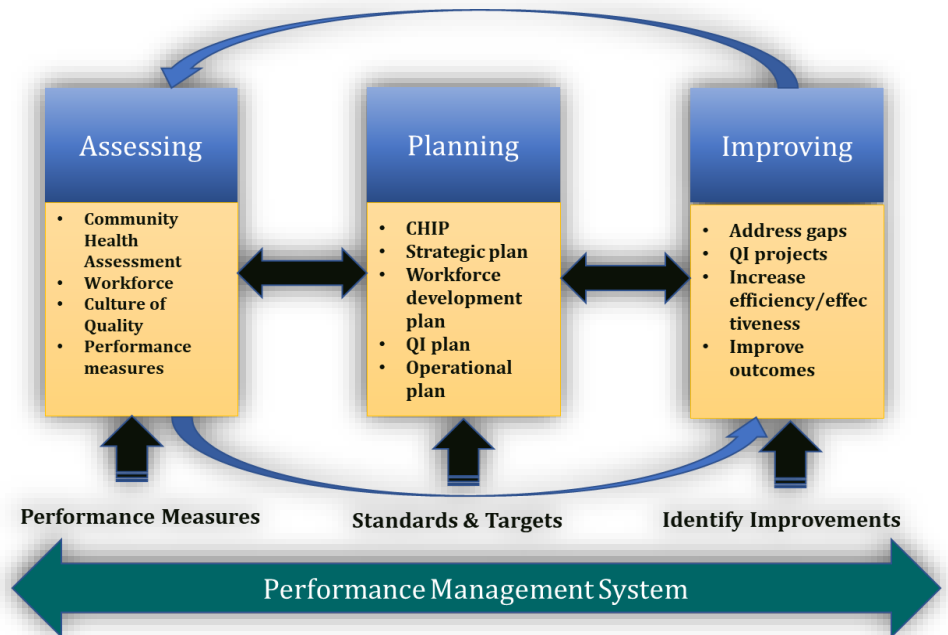 Assessing
Community
Health
Assessment
Workforce
Culture of
Quality
Performance
measures
Planning
CHIP
Strategic plan
Workforce
development
plan
QI plan
Operational
plan
Improving
Address gaps
QI projects
Increase
efficiency/effec
tiveness
Improve
outcomes
Performance Measures
Standards & Targets
Identify Improvements
Performance Management System